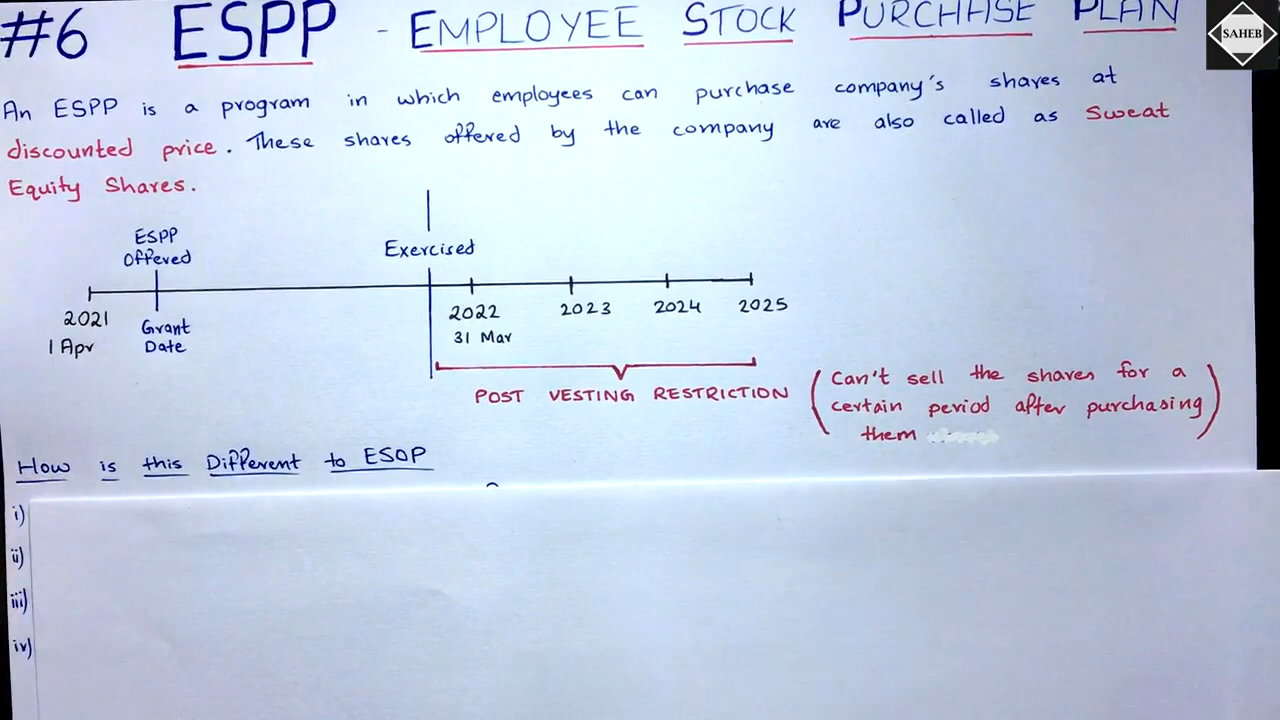 #6 ESPP - EMPLOYEE STOCK PURCHASE PLAN
SAHEB
An ESPP is a program in which employees can purchase company's shares at
discounted price. These shares offered by the company are also called as Sweat
Equity Shares.
ESPP
Offered
Exercised
2021
1 Apr
Grant
Date
2022
31 Mar
2023
2024
2025
POST VESTING RESTRICTION
(Can't sell the shares for a
certain period after purchasing
them)
How is this Different to ESOP
i)
ii)
iii)
iv)